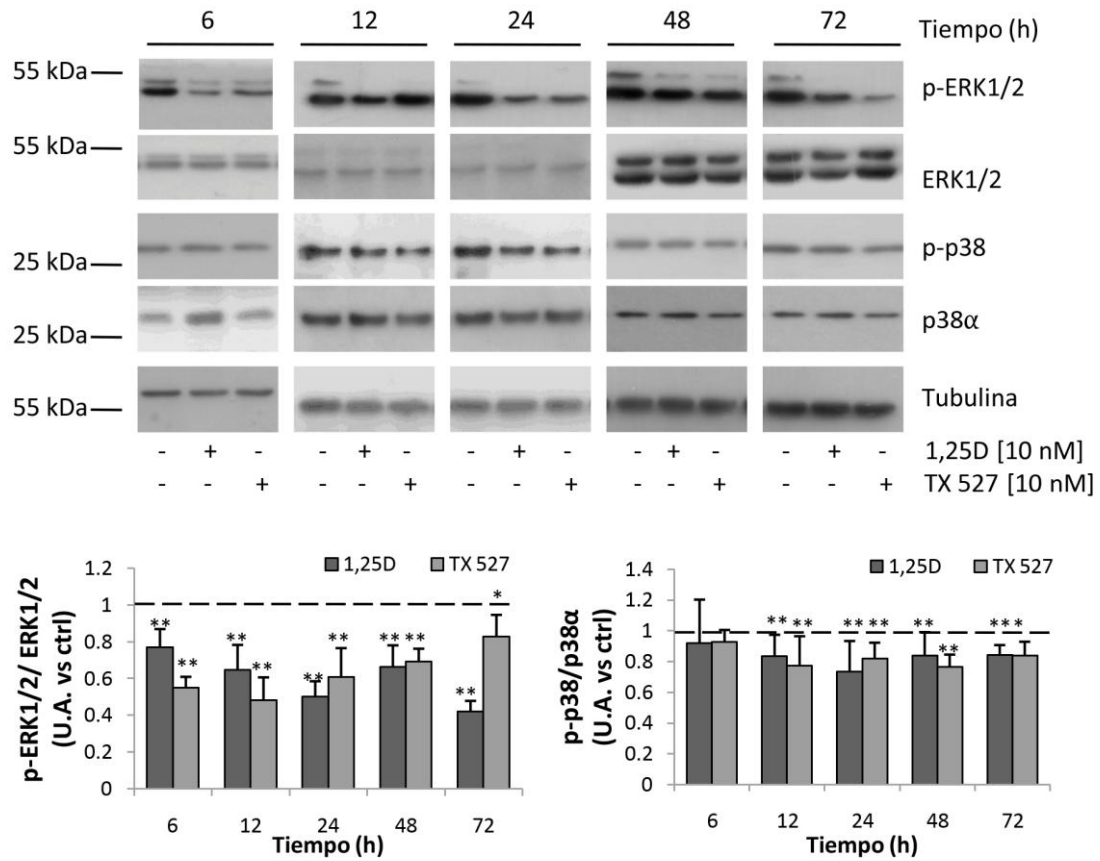 6 12 24 48 72 Tiempo (h)
55 kDa p-ERK1/2
55 kDa ERK1/2
25 kDa p-p38
25 kDa p38α
55 kDa Tubulina
- + - - + - - + - - + - - + - 1,25D [10 nM]
- - + - - + - - + - - + - - + TX 527 [10 nM]
1,25D TX 527
p-ERK1/2/ ERK1/2
(U.A. vs ctrl)
1.2
1
0.8
0.6
0.4
0.2
0
** ** ** ** ** ** ** ** ** *
6 12 24 48 72
Tiempo (h)
1,25D TX 527
p-p38/p38α
(U.A. vs ctrl)
1.4
1.2
1
0.8
0.6
0.4
0.2
0
** ** ** ** ** ** ***
6 12 24 48 72
Tiempo (h)